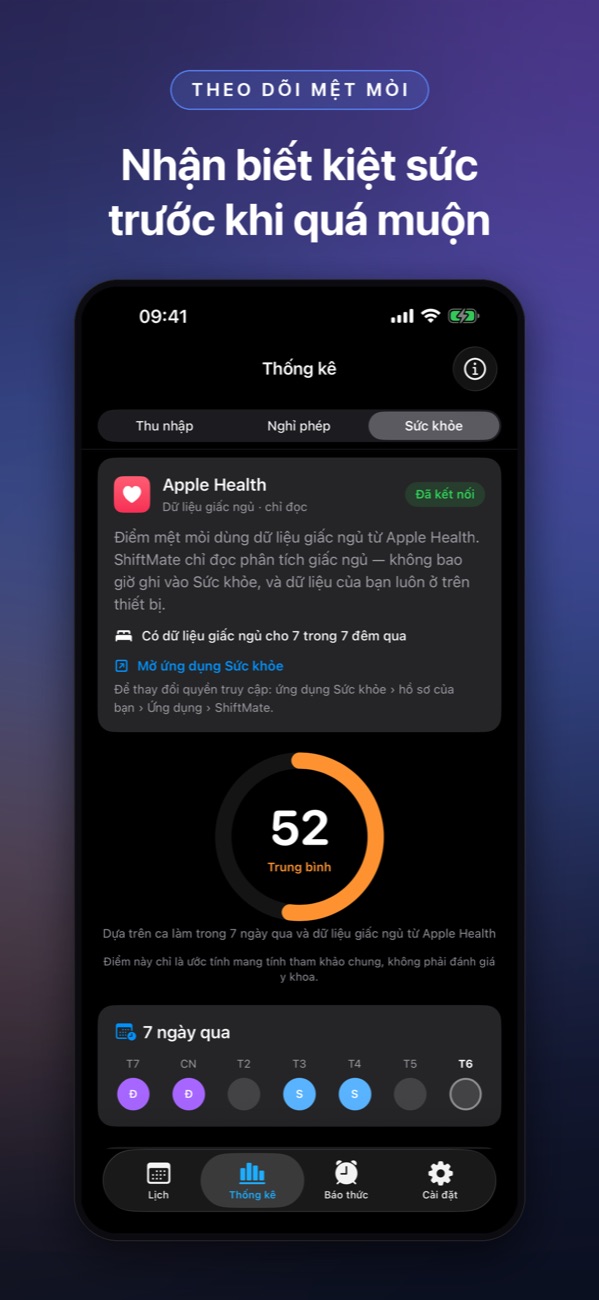 THEO DÕI MỆT MỎI
Nhận biết kiệt sức
trước khi quá muộn
09:41
Thống kê
Thu nhập
Nghỉ phép
Sức khỏe
Apple Health
Dữ liệu giấc ngủ · chỉ đọc
Đã kết nối
Điểm mệt mỏi dùng dữ liệu giấc ngủ từ Apple Health.
ShiftMate chỉ đọc phân tích giấc ngủ — không bao
giờ ghi vào Sức khỏe, và dữ liệu của bạn luôn ở trên
thiết bị.
Có dữ liệu giấc ngủ cho 7 trong 7 đêm qua
Mở ứng dụng Sức khỏe
Để thay đổi quyền truy cập: ứng dụng Sức khỏe › hồ sơ của
bạn › Ứng dụng › ShiftMate.
52
Trung bình
Dựa trên ca làm trong 7 ngày qua và dữ liệu giấc ngủ từ Apple Health
Điểm này chỉ là ước tính mang tính tham khảo chung, không phải đánh giá
y khoa.
7 ngày qua
T7 CN T2 T3 T4 T5 T6
Đ Đ S S
Lịch
Thống kê
Báo thức
Cài đặt